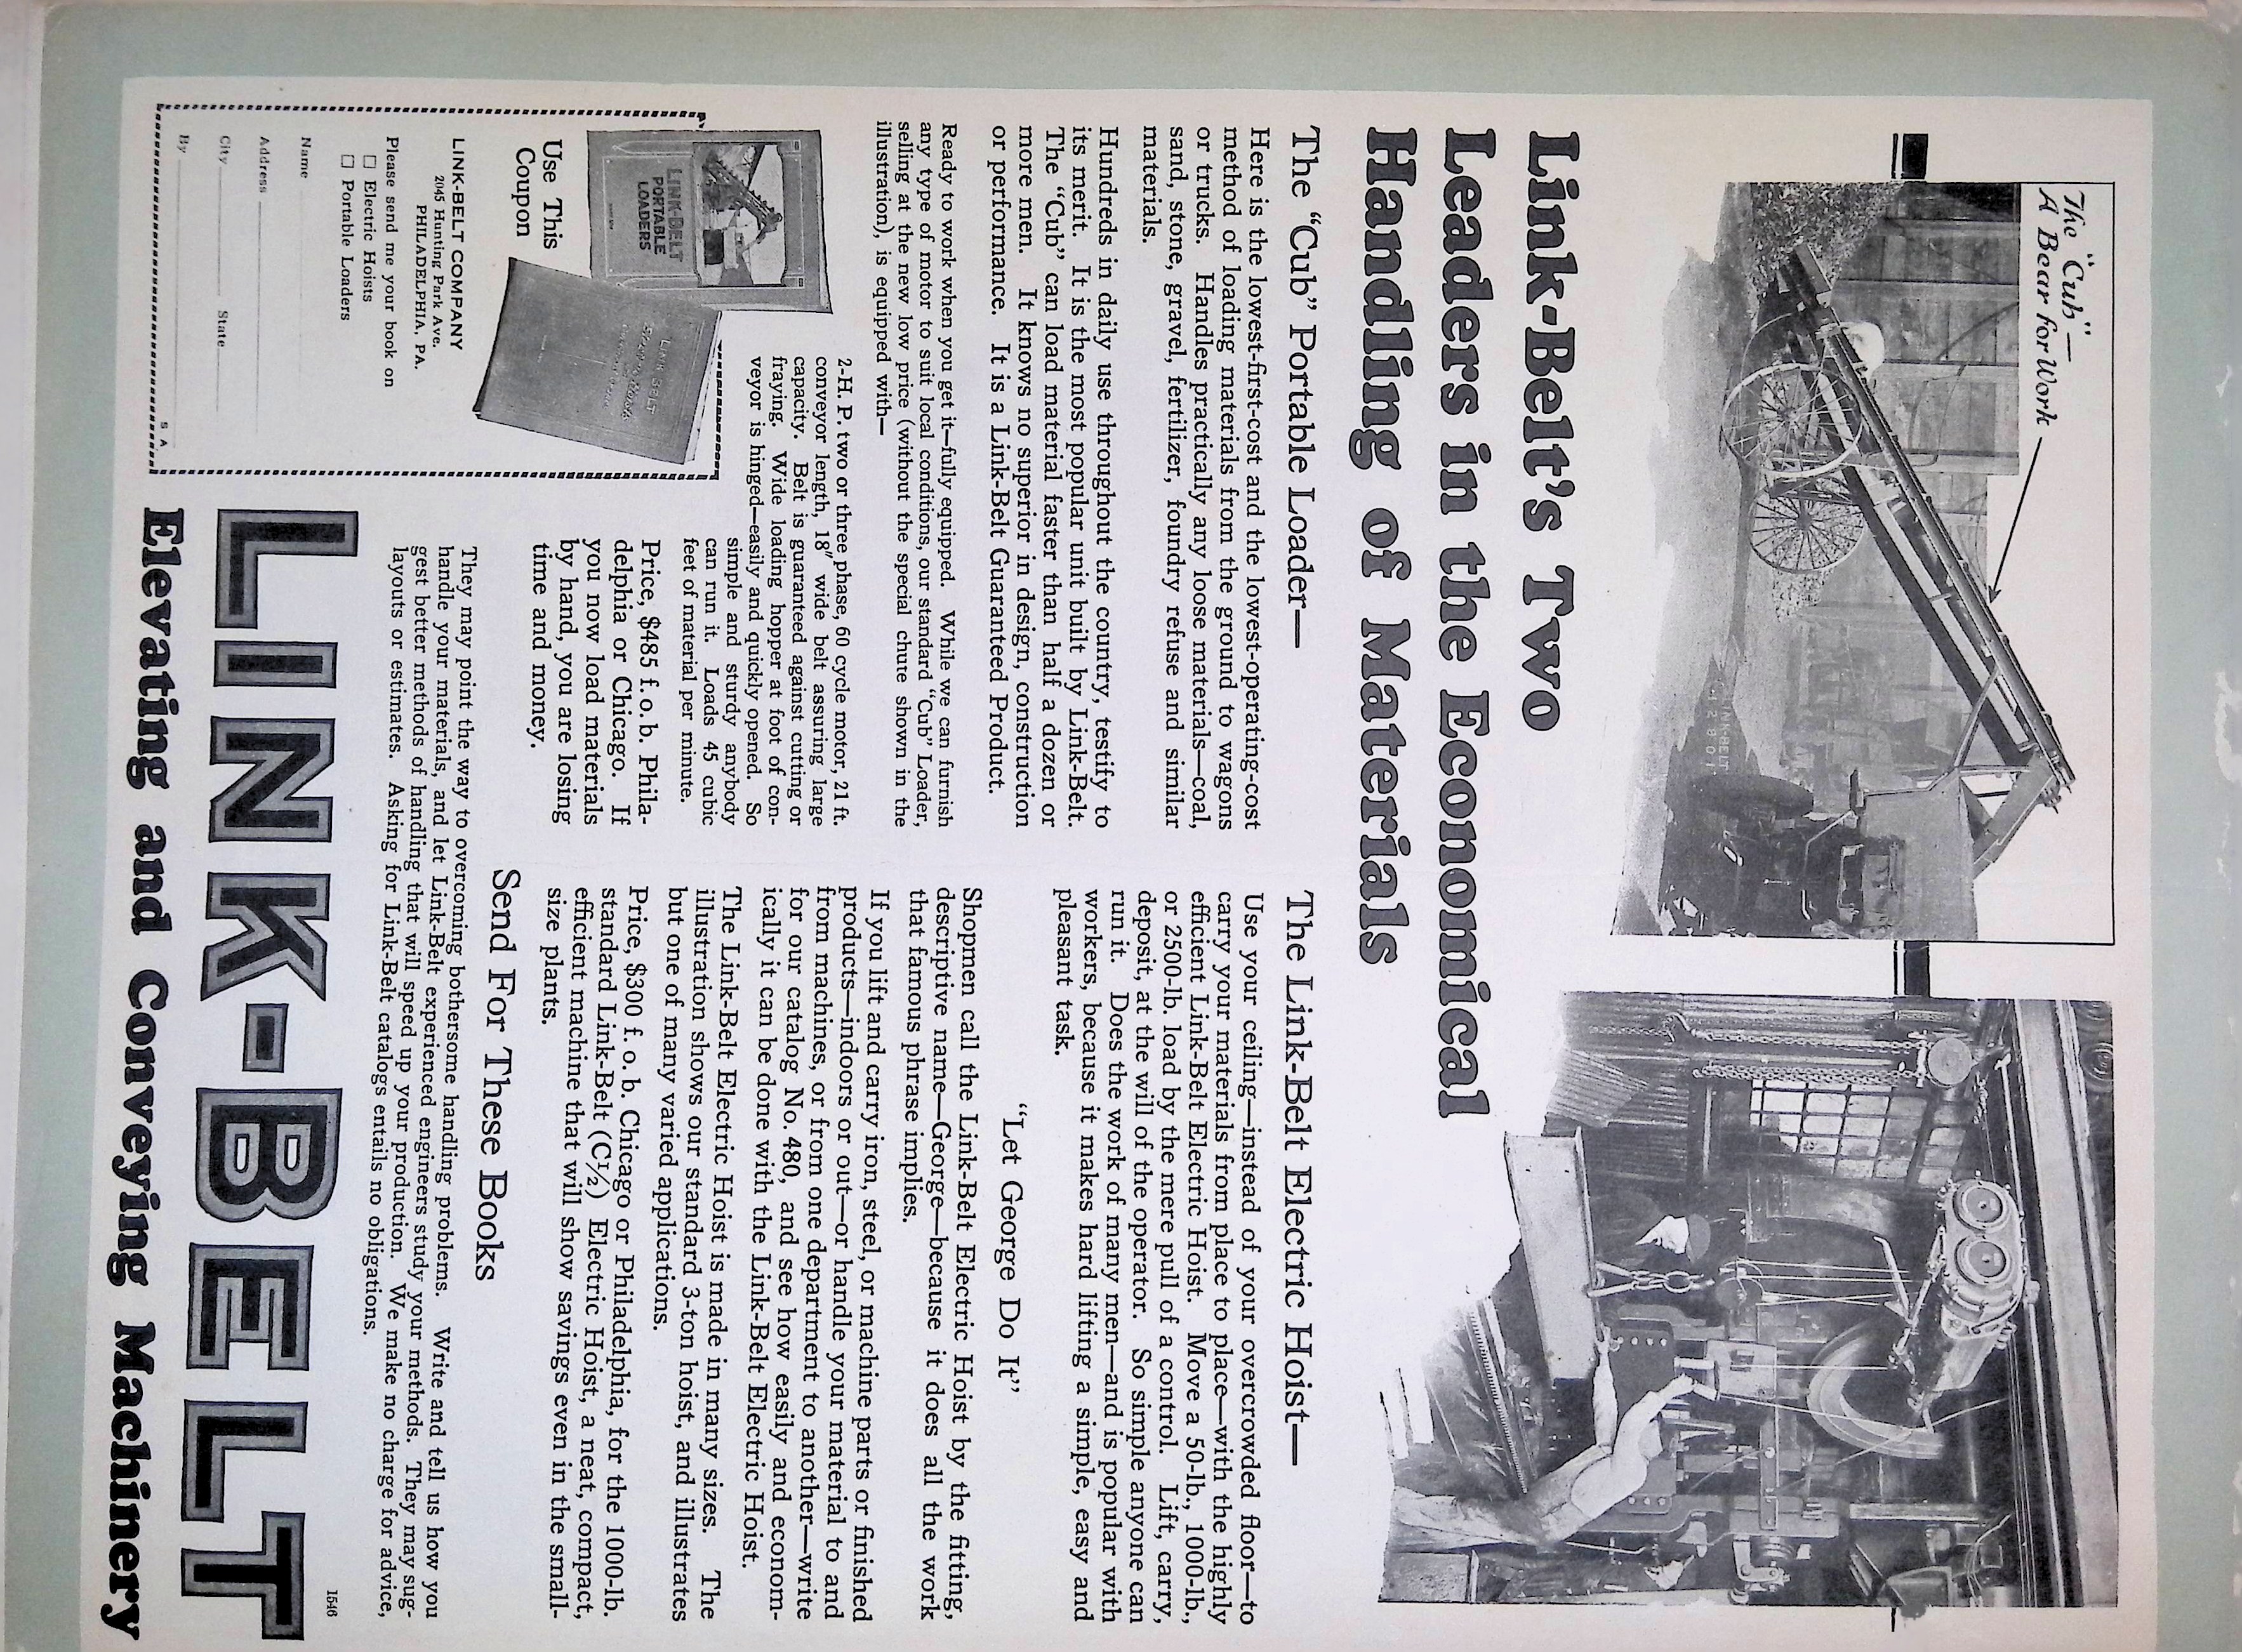 The "Cub"—
A Bear for Work
LINK-BELT
Link-Belt's Two
Leaders in the Economical
Handling of Materials
The "Cub" Portable Loader—
Here is the lowest-first-cost and the lowest-operating-cost
method of loading materials from the ground to wagons
or trucks. Handles practically any loose materials—coal,
sand, stone, gravel, fertilizer, foundry refuse and similar
materials.
Hundreds in daily use throughout the country, testify to
its merit. It is the most popular unit built by Link-Belt.
The "Cub" can load material faster than half a dozen or
more men. It knows no superior in design, construction
or performance. It is a Link-Belt Guaranteed Product.
Ready to work when you get it—fully equipped. While we can furnish
any type of motor to suit local conditions, our standard "Cub" Loader,
selling at the new low price (without the special chute shown in the
illustration), is equipped with—
2-H. P. two or three phase, 60 cycle motor, 21 ft.
conveyor length, 18″ wide belt assuring large
capacity. Belt is guaranteed against cutting or
fraying. Wide loading hopper at foot of con-
veyor is hinged—easily and quickly opened. So
simple and sturdy anybody
can run it. Loads 45 cubic
feet of material per minute.
Price, $485 f. o. b. Phila-
delphia or Chicago. If
you now load materials
by hand, you are losing
time and money.
LINK-BELT
PORTABLE
LOADERS
LINK-BELT
Use This
Coupon
LINK-BELT COMPANY
2045 Hunting Park Ave.
PHILADELPHIA, PA.
Please send me your book on
☐ Electric Hoists
☐ Portable Loaders
Name
Address
City State
By
S A
The Link-Belt Electric Hoist—
Use your ceiling—instead of your overcrowded floor—to
carry your materials from place to place—with the highly
efficient Link-Belt Electric Hoist. Move a 50-lb., 1000-lb.,
or 2500-lb. load by the mere pull of a control. Lift, carry,
deposit, at the will of the operator. So simple anyone can
run it. Does the work of many men—and is popular with
workers, because it makes hard lifting a simple, easy and
pleasant task.
"Let George Do It"
Shopmen call the Link-Belt Electric Hoist by the fitting,
descriptive name—George—because it does all the work
that famous phrase implies.
If you lift and carry iron, steel, or machine parts or finished
products—indoors or out—or handle your material to and
from machines, or from one department to another—write
for our catalog No. 480, and see how easily and econom-
ically it can be done with the Link-Belt Electric Hoist.
The Link-Belt Electric Hoist is made in many sizes. The
illustration shows our standard 3-ton hoist, and illustrates
but one of many varied applications.
Price, $300 f. o. b. Chicago or Philadelphia, for the 1000-lb.
standard Link-Belt (C½) Electric Hoist, a neat, compact,
efficient machine that will show savings even in the small-
size plants.
Send For These Books
They may point the way to overcoming bothersome handling problems. Write and tell us how you
handle your materials, and let Link-Belt experienced engineers study your methods. They may sug-
gest better methods of handling that will speed up your production. We make no charge for advice,
layouts or estimates. Asking for Link-Belt catalogs entails no obligations.
1546
LINK-BELT
Elevating and Conveying Machinery